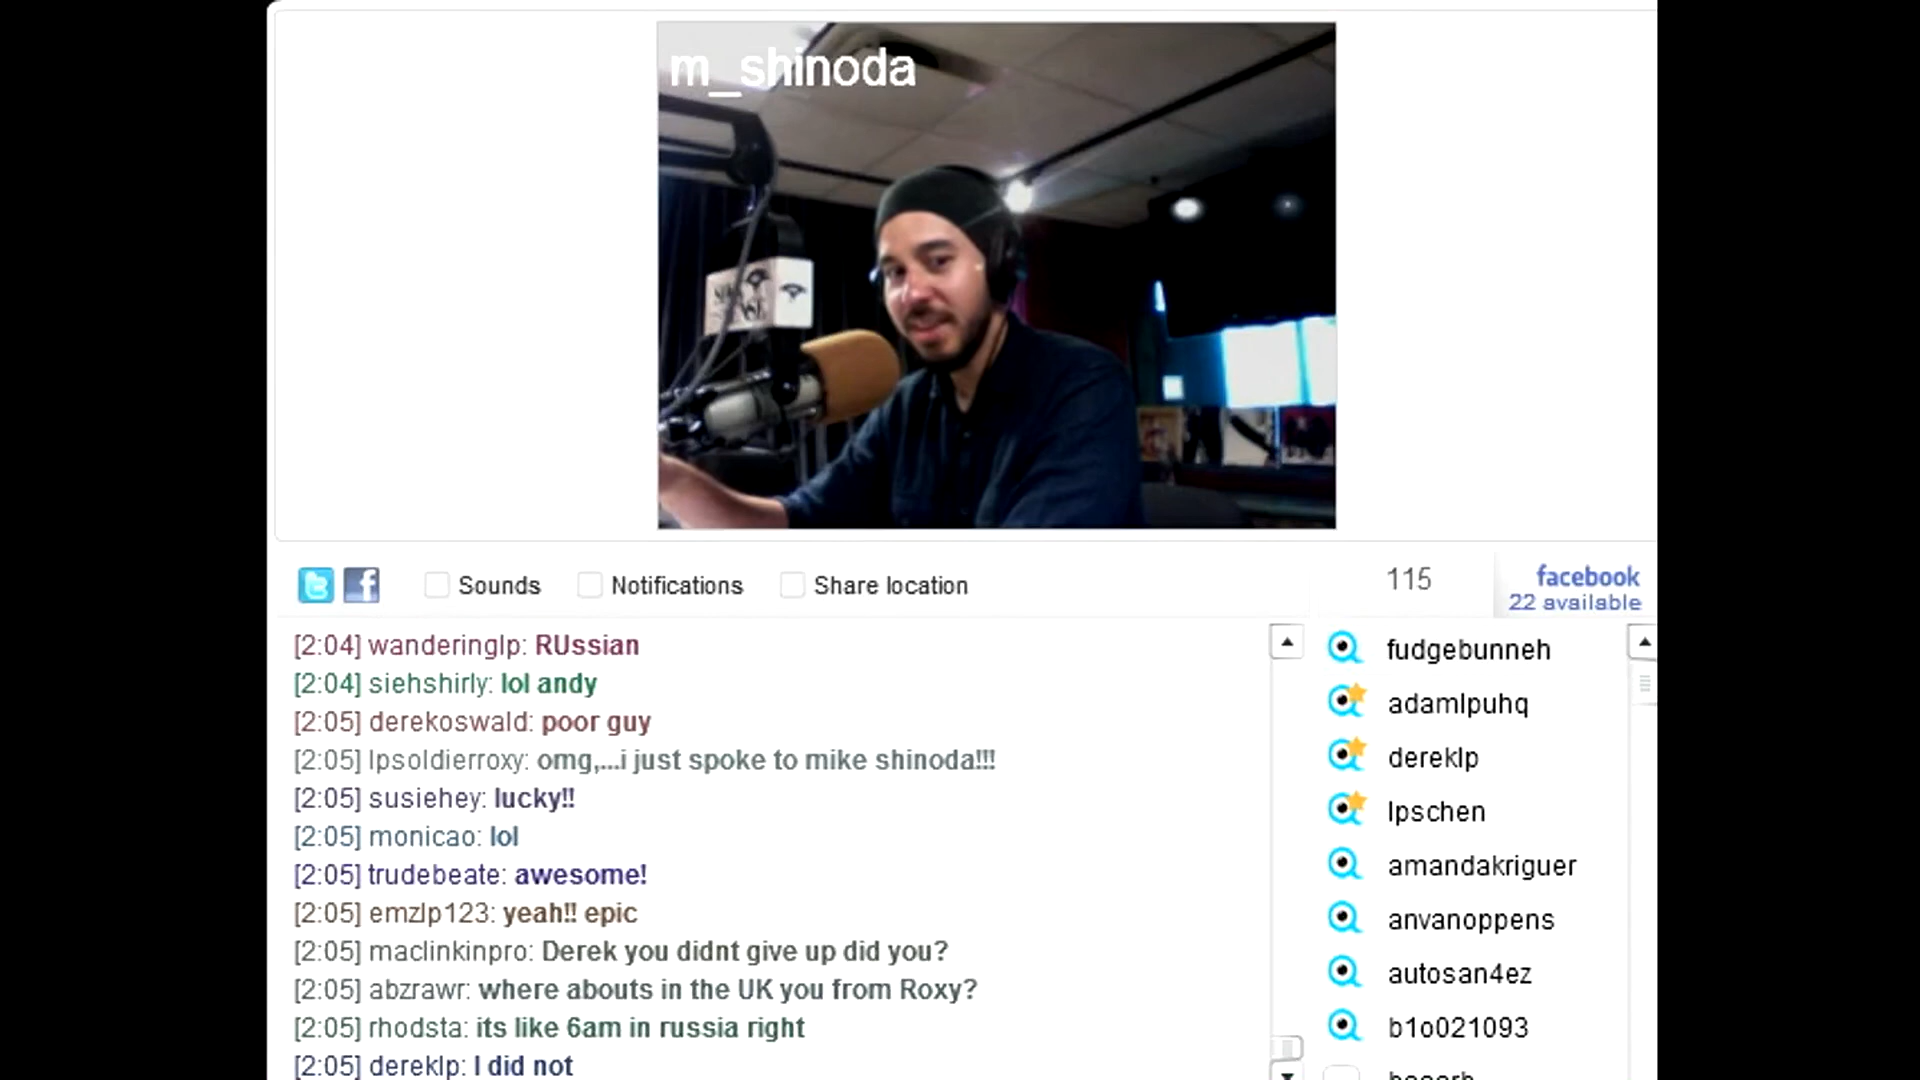 m_shinoda
Sounds
Notifications
Share location
115
facebook
22 available
[2:04] wanderinglp: RUssian
[2:04] siehshirly: lol andy
[2:05] derekoswald: poor guy
[2:05] lpsoldierroxy: omg,...i just spoke to mike shinoda!!!
[2:05] susiehey: lucky!!
[2:05] monicao: lol
[2:05] trudebeate: awesome!
[2:05] emzlp123: yeah!! epic
[2:05] maclinkinpro: Derek you didnt give up did you?
[2:05] abzrawr: where abouts in the UK you from Roxy?
[2:05] rhodsta: its like 6am in russia right
[2:05] dereklp: I did not
fudgebunneh
adamlpuhq
dereklp
lpschen
amandakriguer
anvanoppens
autosan4ez
b1o021093